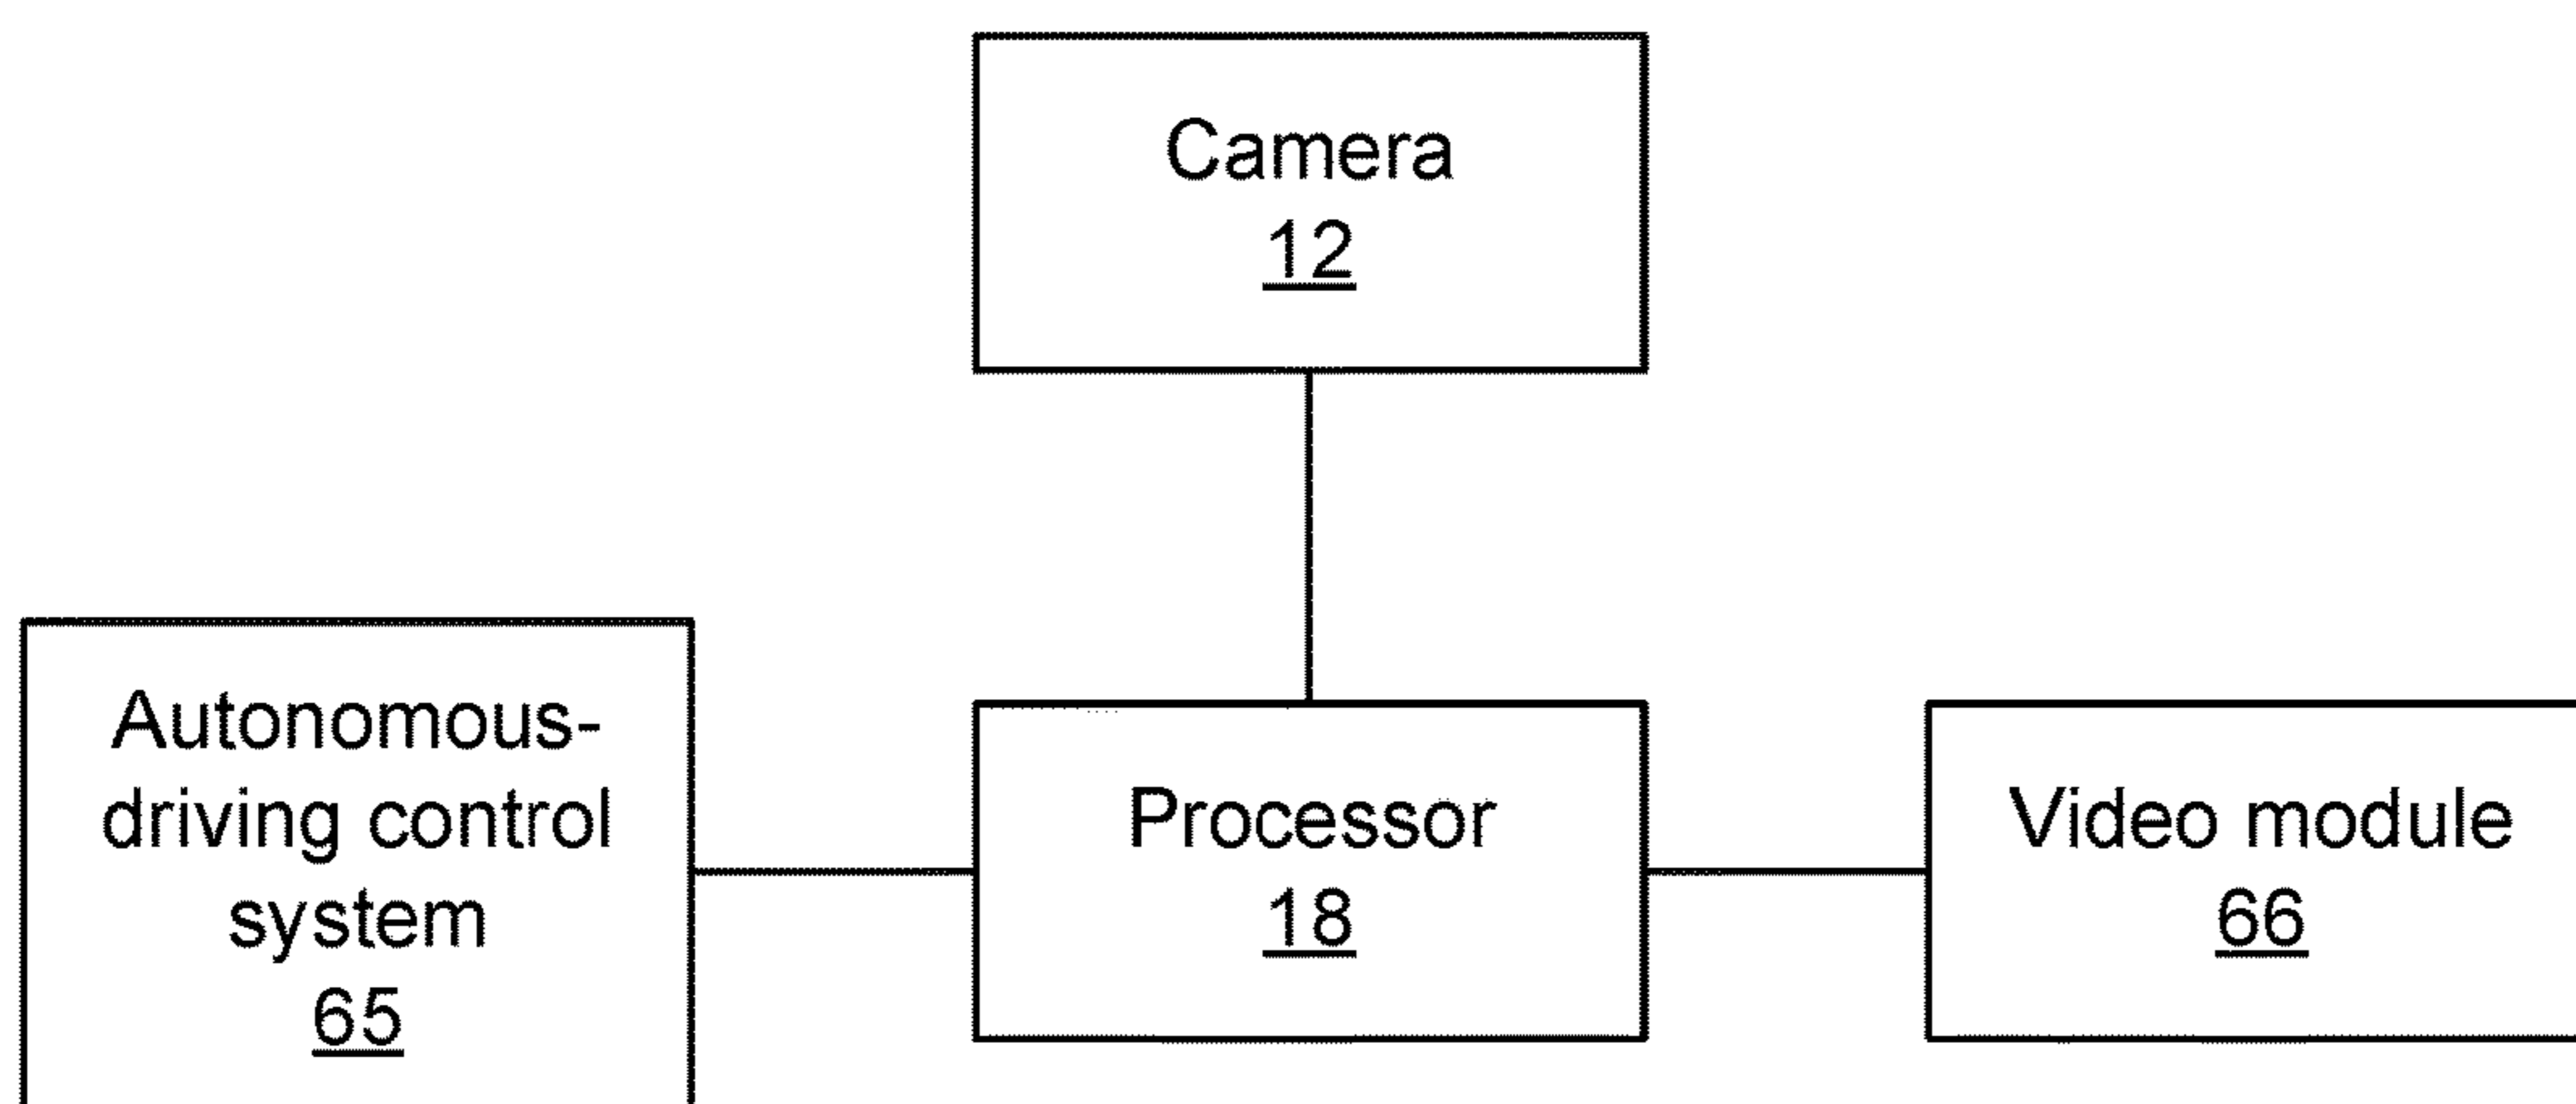 Camera
12
Autonomous-
driving control
system
65
Processor
18
Video module
66